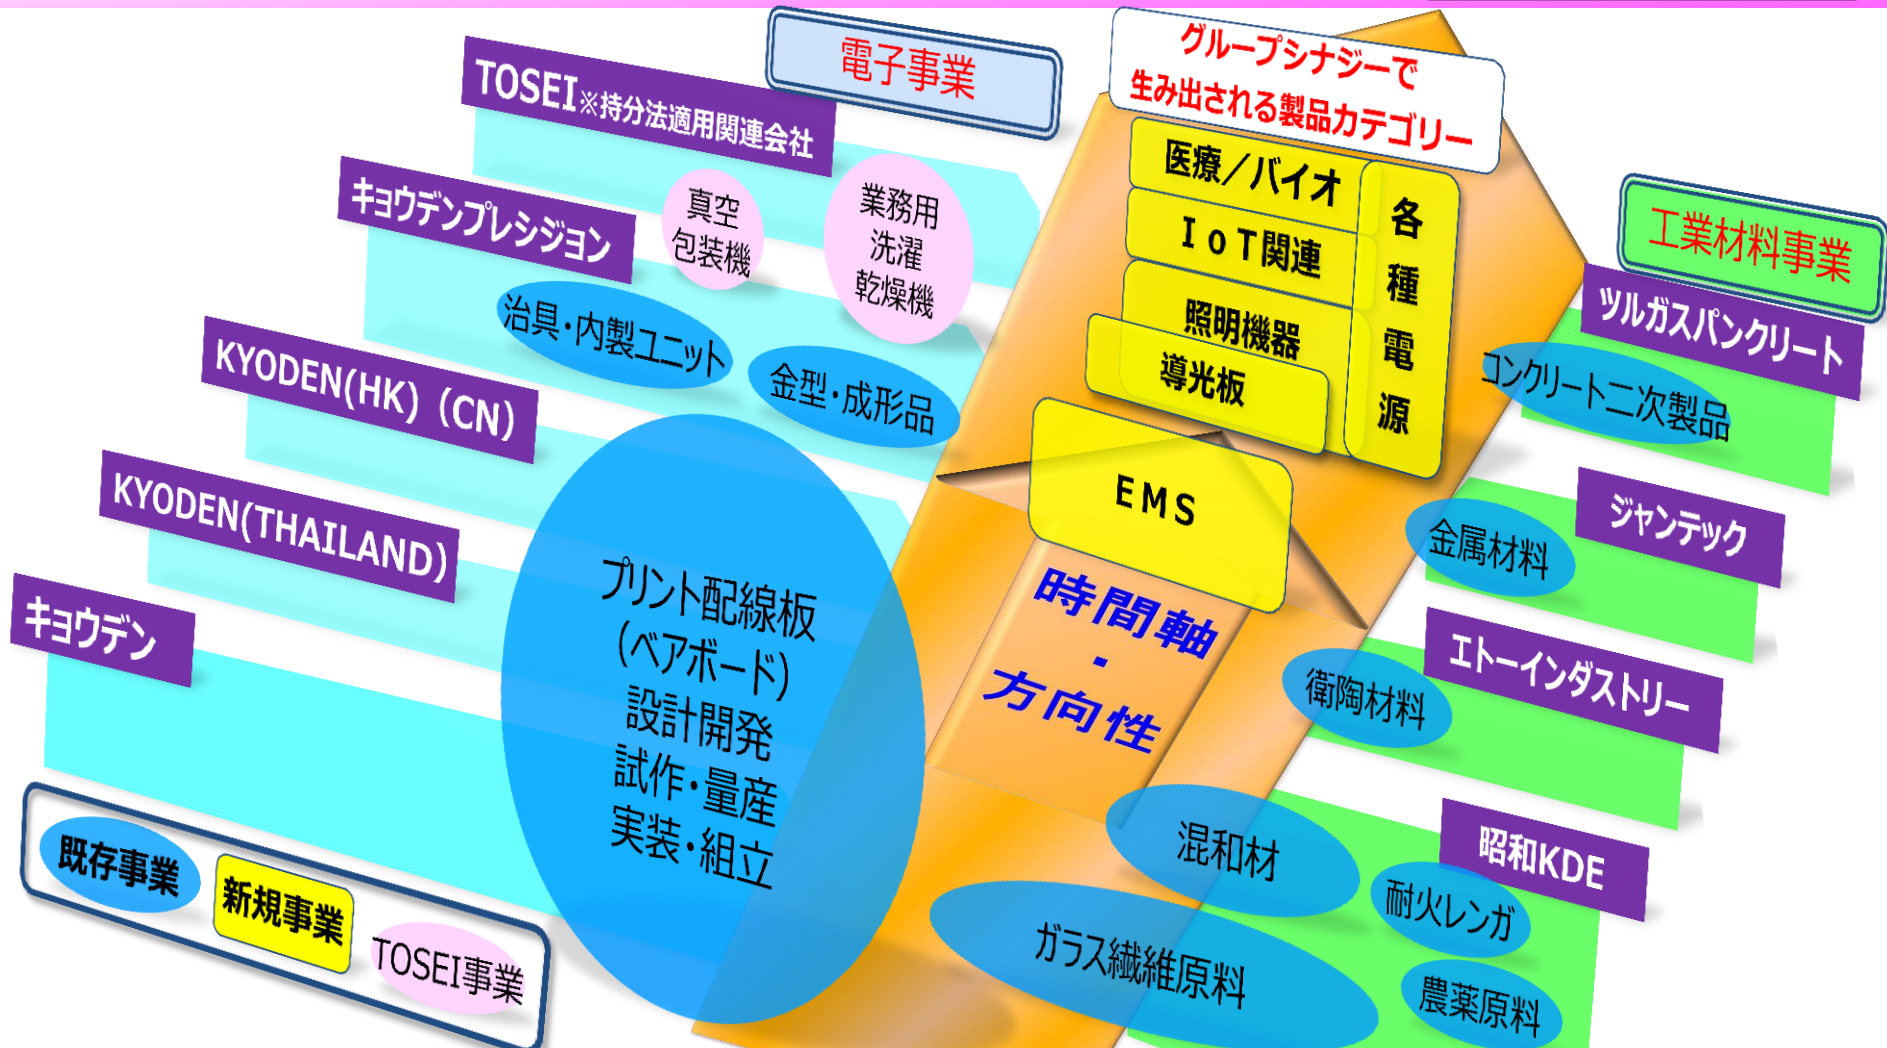 電子事業
TOSEI※持分法適用関連会社
真空
包装機
業務用
洗濯
乾燥機
キョウデンプレシジョン
治具・内製ユニット
金型・成形品
KYODEN(HK)（CN）
KYODEN(THAILAND)
キョウデン
プリント配線板
(ベアボード)
設計開発
試作・量産
実装・組立
既存事業
新規事業
TOSEI事業
グループシナジーで
生み出される製品カテゴリー
医療／バイオ
IoT関連
照明機器
導光板
各種電源
EMS
時間軸
・
方向性
工業材料事業
ツルガスパンクリート
コンクリート二次製品
ジャンテック
金属材料
エトーインダストリー
衛陶材料
昭和KDE
混和材
耐火レンガ
ガラス繊維原料
農薬原料